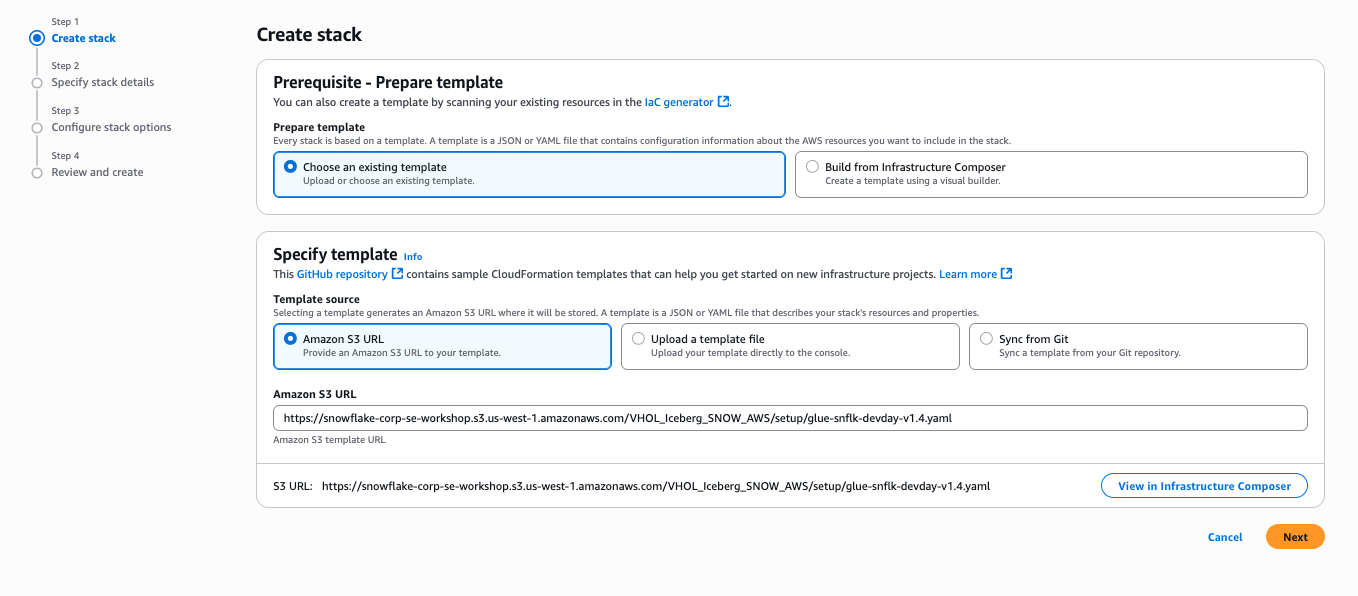 Step 1
Create stack
Step 2
Specify stack details
Step 3
Configure stack options
Step 4
Review and create
Create stack
Prerequisite - Prepare template
You can also create a template by scanning your existing resources in the IaC generator.
Prepare template
Every stack is based on a template. A template is a JSON or YAML file that contains configuration information about the AWS resources you want to include in the stack.
Choose an existing template
Upload or choose an existing template.
Build from Infrastructure Composer
Create a template using a visual builder.
Specify template Info
This GitHub repository contains sample CloudFormation templates that can help you get started on new infrastructure projects. Learn more
Template source
Selecting a template generates an Amazon S3 URL where it will be stored. A template is a JSON or YAML file that describes your stack's resources and properties.
Amazon S3 URL
Provide an Amazon S3 URL to your template.
Upload a template file
Upload your template directly to the console.
Sync from Git
Sync a template from your Git repository.
Amazon S3 URL
https://snowflake-corp-se-workshop.s3.us-west-1.amazonaws.com/VHOL_Iceberg_SNOW_AWS/setup/glue-snflk-devday-v1.4.yaml
Amazon S3 template URL
S3 URL: https://snowflake-corp-se-workshop.s3.us-west-1.amazonaws.com/VHOL_Iceberg_SNOW_AWS/setup/glue-snflk-devday-v1.4.yaml
View in Infrastructure Composer
Cancel
Next